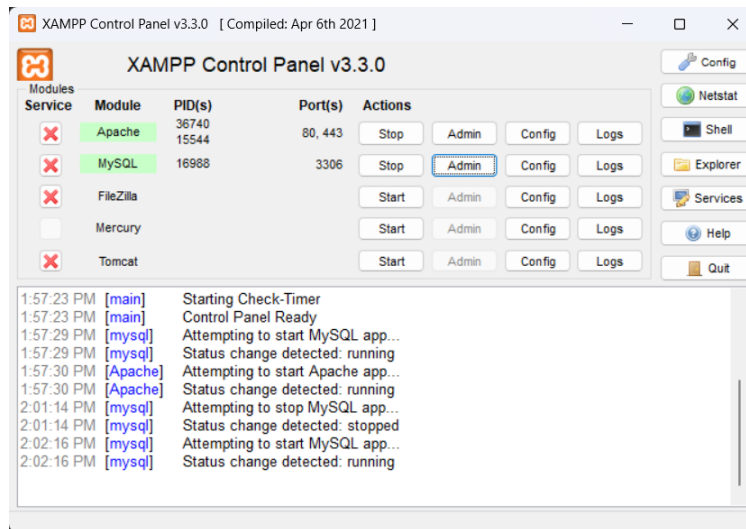 XAMPP Control Panel v3.3.0 [ Compiled: Apr 6th 2021 ]
XAMPP Control Panel v3.3.0
Config
Modules
Service Module PID(s) Port(s) Actions
Netstat
Apache 36740 15544 80, 443 Stop Admin Config Logs
Shell
MySQL 16988 3306 Stop Admin Config Logs
Explorer
FileZilla Start Admin Config Logs
Services
Mercury Start Admin Config Logs
Help
Tomcat Start Admin Config Logs
Quit
1:57:23 PM [main] Starting Check-Timer
1:57:23 PM [main] Control Panel Ready
1:57:29 PM [mysql] Attempting to start MySQL app...
1:57:29 PM [mysql] Status change detected: running
1:57:30 PM [Apache] Attempting to start Apache app...
1:57:30 PM [Apache] Status change detected: running
2:01:14 PM [mysql] Attempting to stop MySQL app...
2:01:14 PM [mysql] Status change detected: stopped
2:02:16 PM [mysql] Attempting to start MySQL app...
2:02:16 PM [mysql] Status change detected: running